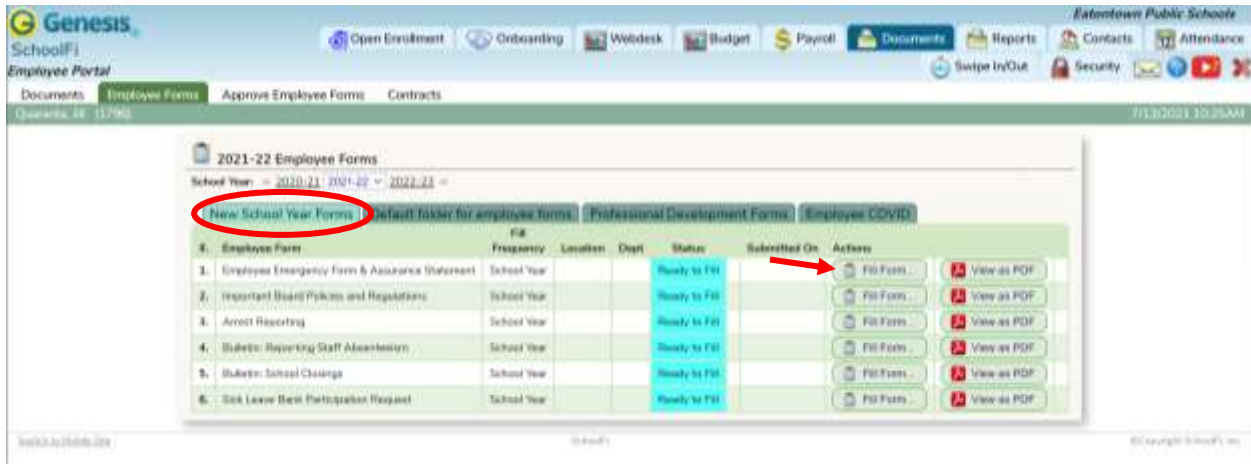 Genesis
SchoolFi
Employee Portal
Eatontown Public Schools
Open Enrollment Onboarding Webdesk Budget Payroll Documents Reports Contacts Attendance
Swipe In/Out Security
Documents Employee Forms Approve Employee Forms Contracts
7/13/2021 10:25AM
2021-22 Employee Forms
School Year: 2020-21 2021-22 2022-23
New School Year Forms Default folder for employee forms Professional Development Forms Employee COVID
#. Employee Form Fill Frequency Location Dept Status Submitted On Actions
1. Employee Emergency Form & Assurance Statement School Year Ready to Fill Fill Form... View as PDF
2. Important Board Policies and Regulations School Year Ready to Fill Fill Form... View as PDF
3. Arrest Reporting School Year Ready to Fill Fill Form... View as PDF
4. Bulletin: Reporting Staff Absenteeism School Year Ready to Fill Fill Form... View as PDF
5. Bulletin: School Closings School Year Ready to Fill Fill Form... View as PDF
6. Sick Leave Bank Participation Request School Year Ready to Fill Fill Form... View as PDF
Switch to Mobile Site SchoolFi ©Copyright SchoolFi, Inc.